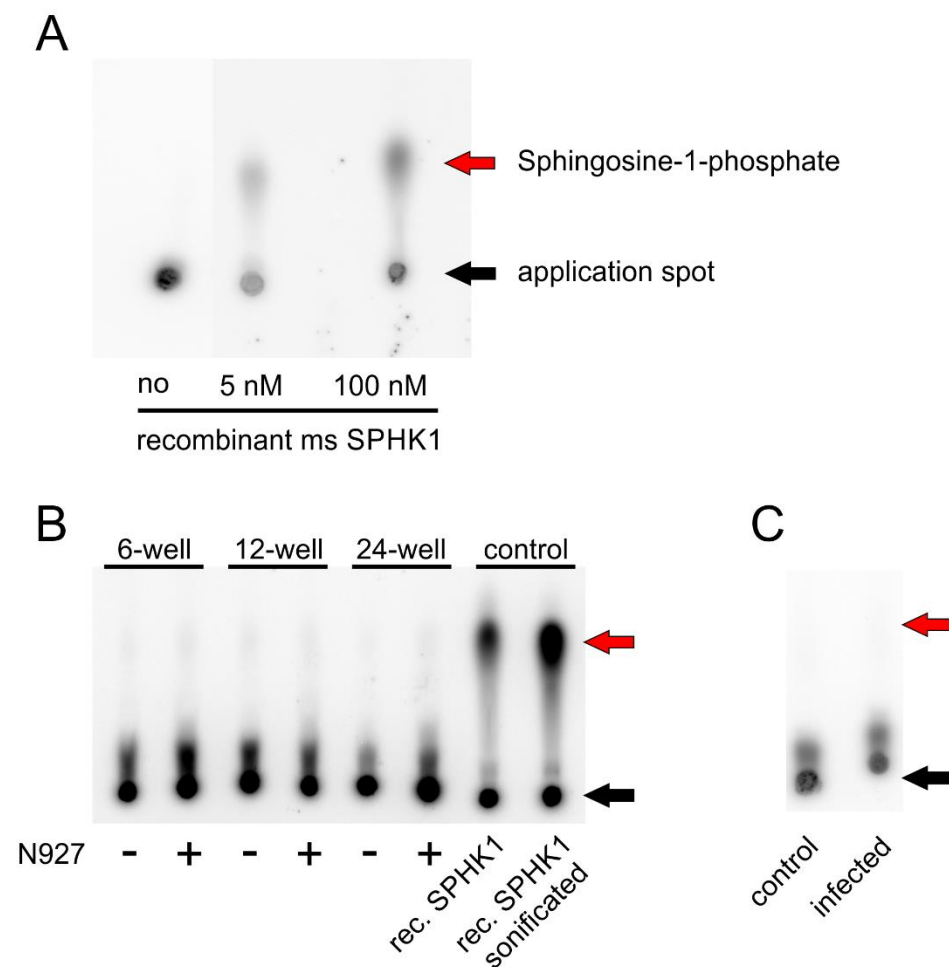 A
Sphingosine-1-phosphate
application spot
no 5 nM 100 nM
recombinant ms SPHK1
B
6-well 12-well 24-well control
N927 - + - + - +
rec. SPHK1
rec. SPHK1
sonificated
C
control
infected